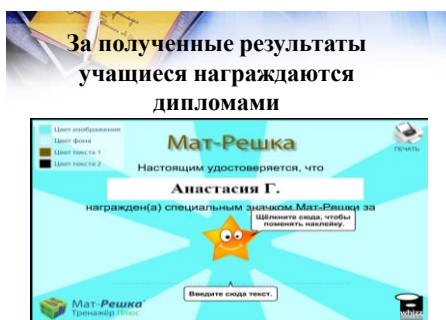 За полученные результаты
учащиеся награждаются
дипломами
Цвет изображения
Цвет фона
Цвет текста 1
Цвет текста 2
Мат-Решка
ПЕЧАТЬ
Настоящим удостоверяется, что
Анастасия Г.
награжден(а) специальным значком Мат-Решки за
Щёлкните сюда, чтобы
поменять наклейку.
Введите сюда текст.
Мат-Решка
Тренажёр Плюс
whizz